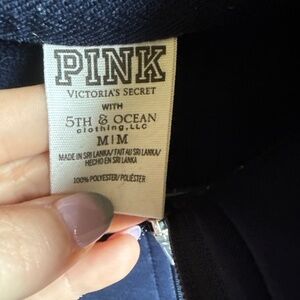 PINK
VICTORIA'S SECRET
WITH
5TH & OCEAN
clothing, LLC
M|M
MADE IN SRI LANKA/FAIT AU SRI LANKA/
HECHO EN SRI LANKA
100% POLYESTER/POLIÉSTER